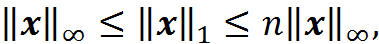 ‖𝒙‖∞ ≤ ‖𝒙‖₁ ≤ 𝑛‖𝒙‖∞,